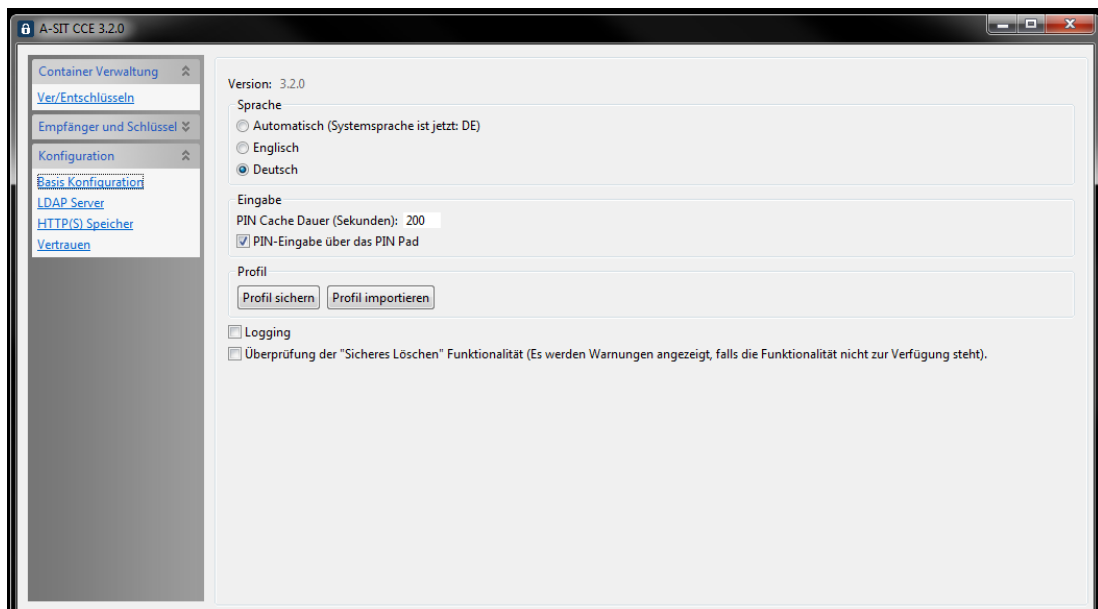 A-SIT CCE 3.2.0
Container Verwaltung
Ver/Entschlüsseln
Empfänger und Schlüssel
Konfiguration
Basis Konfiguration
LDAP Server
HTTP(S) Speicher
Vertrauen
Version: 3.2.0
Sprache
Automatisch (Systemsprache ist jetzt: DE)
Englisch
Deutsch
Eingabe
PIN Cache Dauer (Sekunden): 200
PIN-Eingabe über das PIN Pad
Profil
Profil sichern Profil importieren
Logging
Überprüfung der "Sicheres Löschen" Funktionalität (Es werden Warnungen angezeigt, falls die Funktionalität nicht zur Verfügung steht).